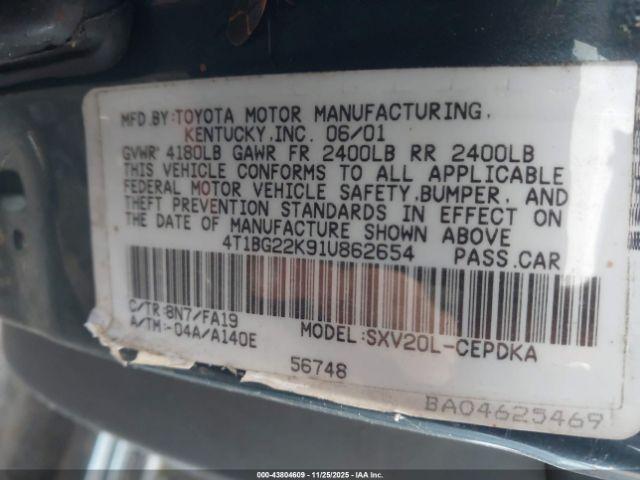 MFD.BY:TOYOTA MOTOR MANUFACTURING,
KENTUCKY,INC. 06/01
GVWR 4180LB GAWR FR 2400LB RR 2400LB
THIS VEHICLE CONFORMS TO ALL APPLICABLE
FEDERAL MOTOR VEHICLE SAFETY,BUMPER, AND
THEFT PREVENTION STANDARDS IN EFFECT ON
THE DATE OF MANUFACTURE SHOWN ABOVE
4T1BG22K91U862654 PASS.CAR
C/TR:8N7/FA19
A/TM:-04A/A140E MODEL:SXV20L-CEPDKA
56748
BA04625469
000-43804609 - 11/25/2025 - IAAI.COM